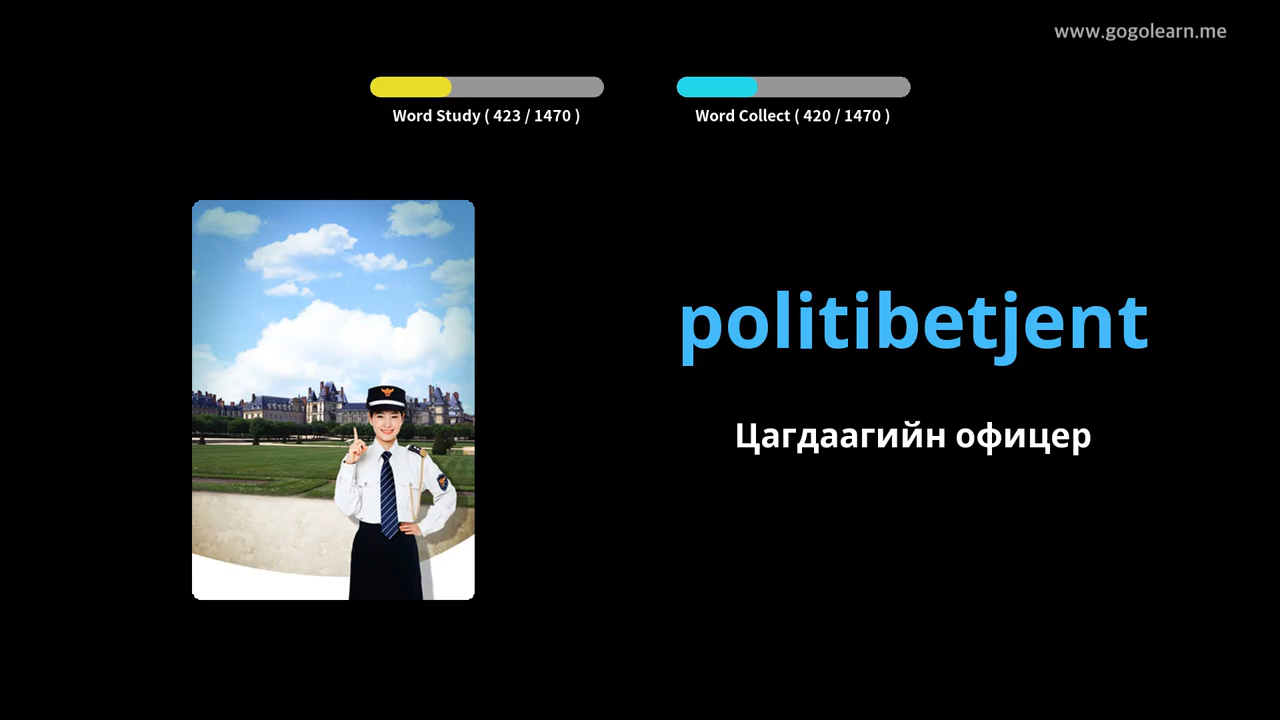 www.gogolearn.me
Word Study ( 423 / 1470 )
Word Collect ( 420 / 1470 )
politibetjent
Цагдаагийн офицер